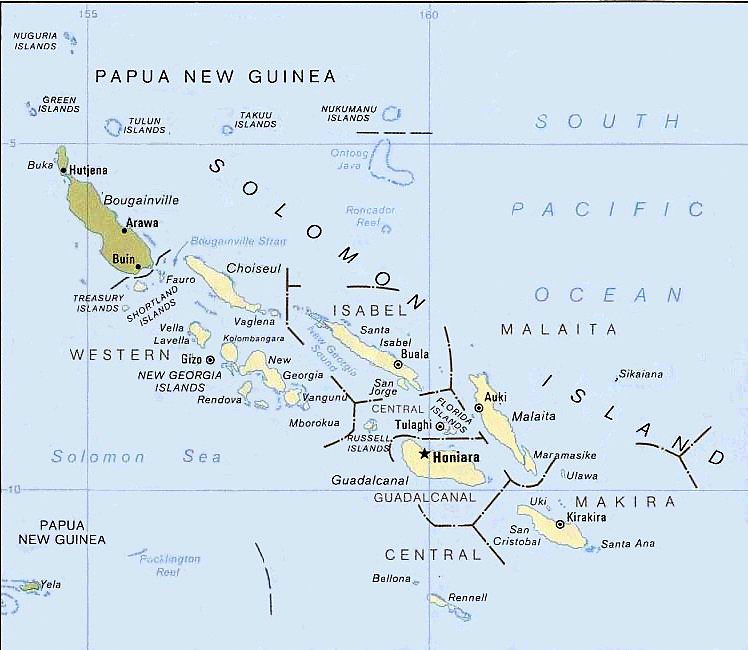 155
160
NUGURIA
ISLANDS
PAPUA NEW GUINEA
GREEN
ISLANDS
TULUN
ISLANDS
TAKUU
ISLANDS
NUKUMANU
ISLANDS
SOUTH
5
Ontong
Java
Buka
Hutjena
SOLOMON
Bougainville
Roncador
Reef
PACIFIC
Arawa
Bougainville Strait
Buin
Choiseul
Fauro
OCEAN
TREASURY
ISLANDS
SHORTLAND
ISLANDS
ISABEL
Vaglena
MALAITA
Vella
Lavella
Kolombangara
New Georgia
Sound
Santa
Isabel
WESTERN
Gizo
New
Georgia
Buala
NEW GEORGIA
ISLANDS
San
Jorge
Sikaiana
ISLAND
Rendova
Vangunu
CENTRAL
FLORIDA
ISLANDS
Auki
Mborokua
Tulaghi
Malaita
RUSSELL
ISLANDS
Solomon Sea
Honiara
Maramasike
Guadalcanal
Ulawa
10
GUADALCANAL
Uki
MAKIRA
Kirakira
PAPUA
NEW GUINEA
San
Cristobal
Santa Ana
CENTRAL
Pocklington
Reef
Bellona
Yela
Rennell